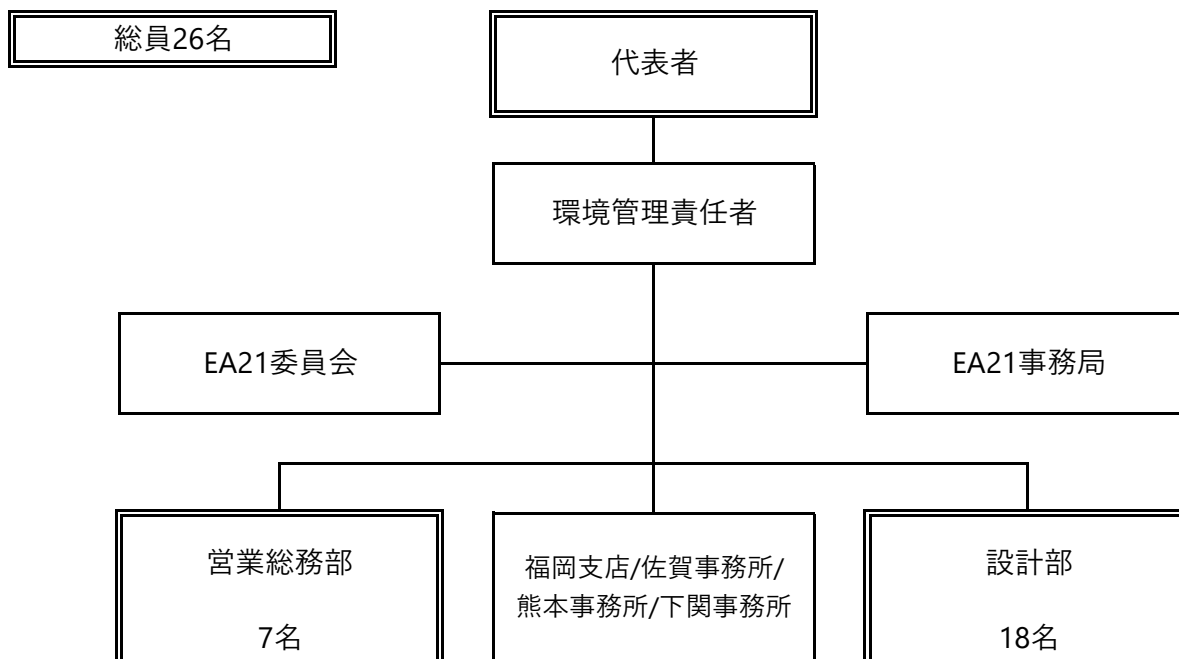 総員26名
代表者
環境管理責任者
EA21委員会
EA21事務局
営業総務部
7名
福岡支店/佐賀事務所/
熊本事務所/下関事務所
設計部
18名